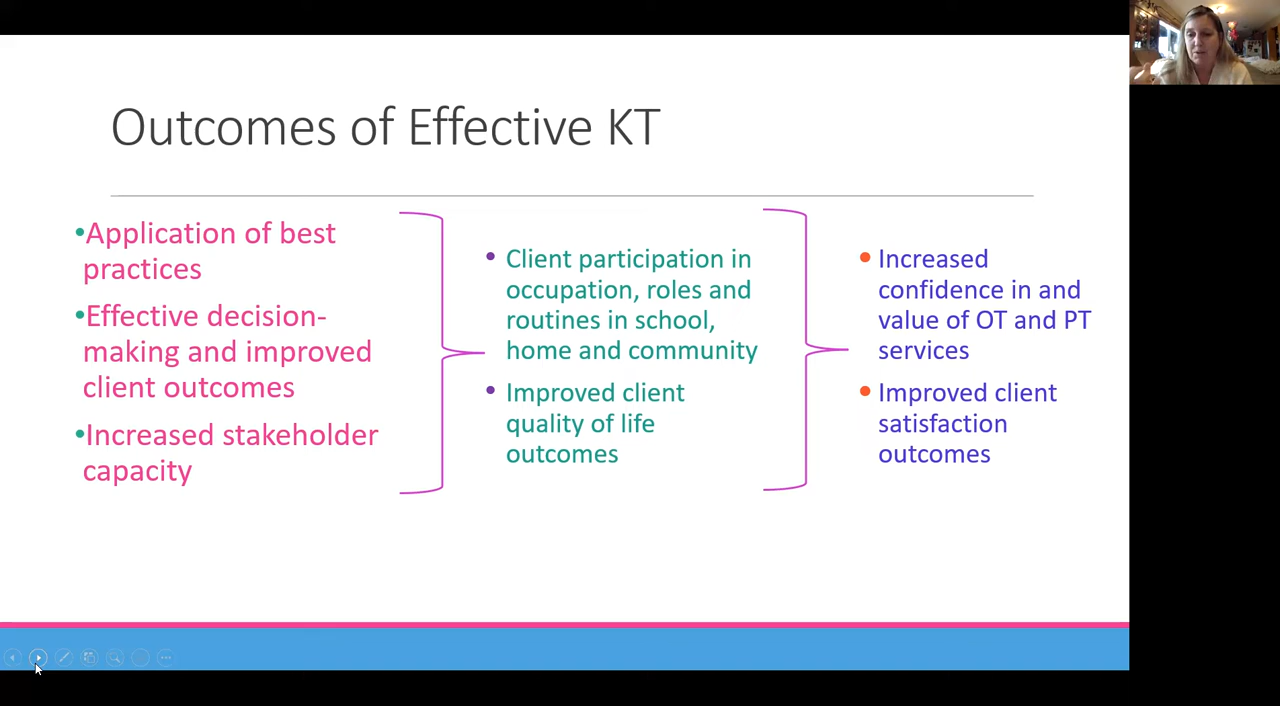 Outcomes of Effective KT
•Application of best
practices
•Effective decision-
making and improved
client outcomes
•Increased stakeholder
capacity
• Client participation in
occupation, roles and
routines in school,
home and community
• Improved client
quality of life
outcomes
• Increased
confidence in and
value of OT and PT
services
• Improved client
satisfaction
outcomes